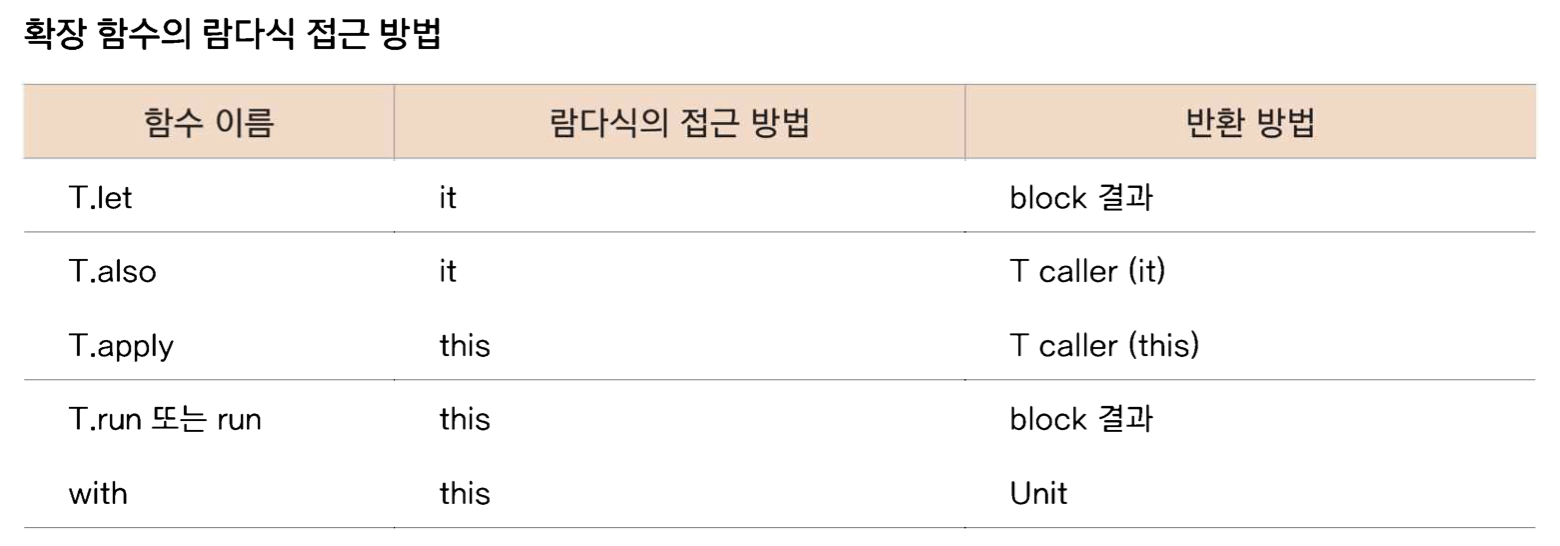 확장 함수의 람다식 접근 방법
함수 이름 람다식의 접근 방법 반환 방법
T.let it block 결과
T.also it T caller (it)
T.apply this T caller (this)
T.run 또는 run this block 결과
with this Unit